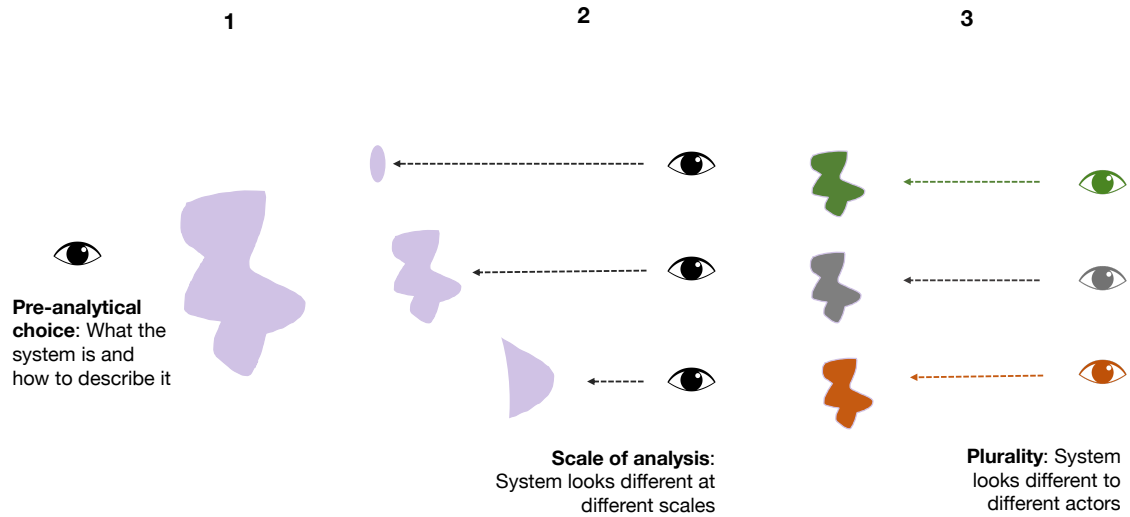 1
2
3
Pre-analytical
choice: What the
system is and
how to describe it
Scale of analysis:
System looks different at
different scales
Plurality: System
looks different to
different actors